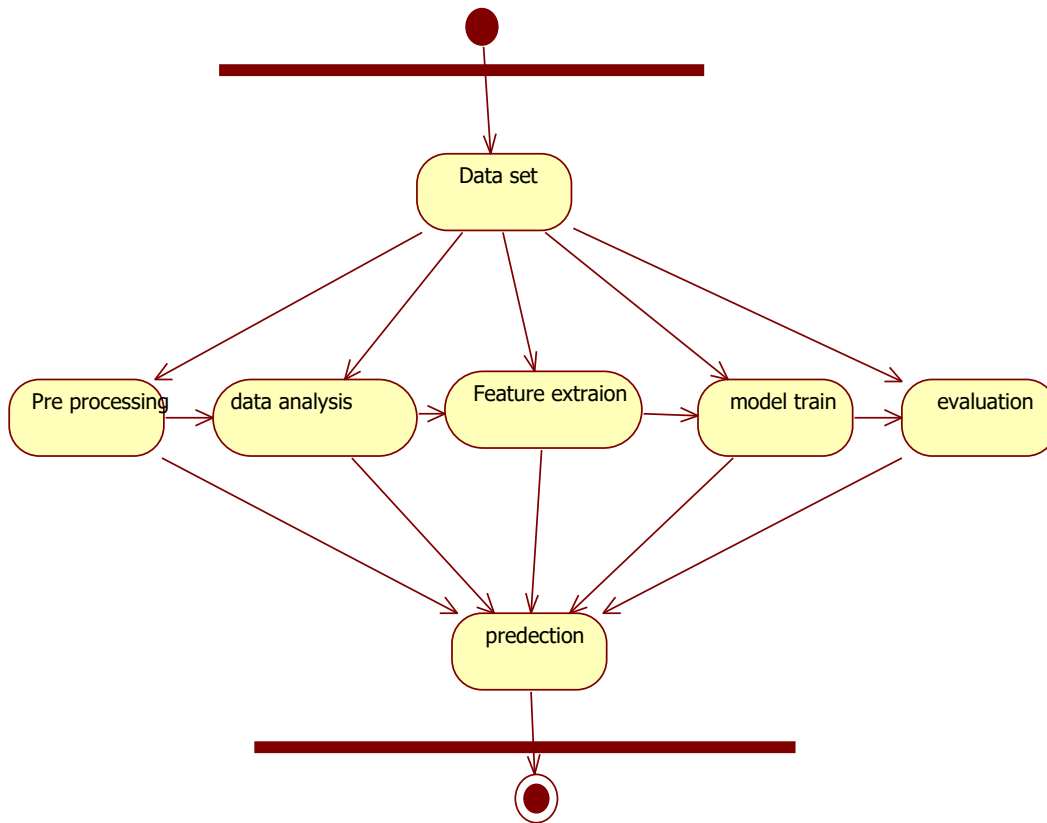 Data set
Pre processing
data analysis
Feature extraion
model train
evaluation
predection